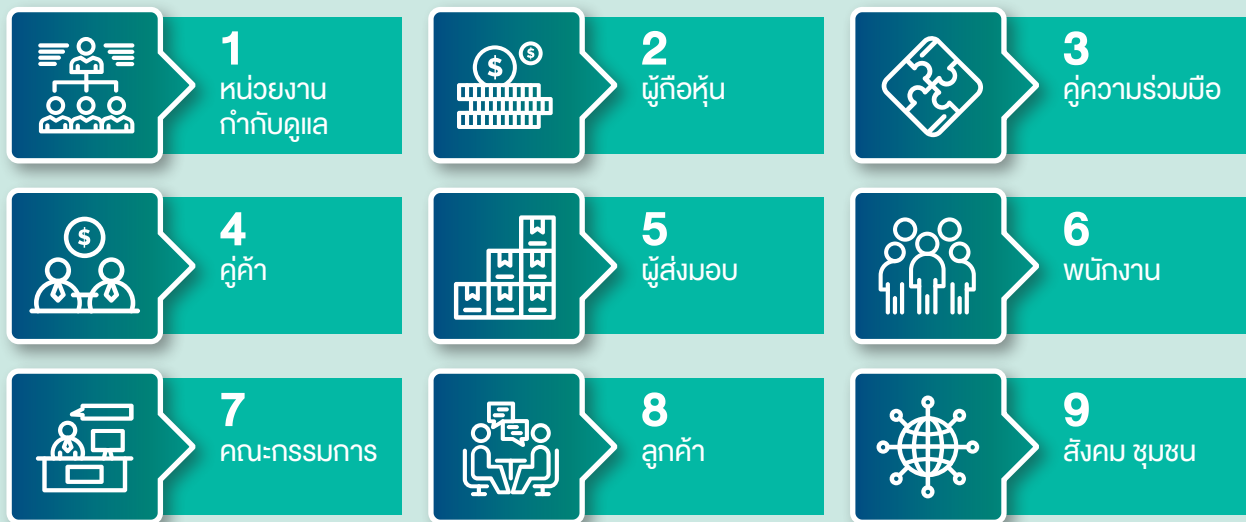 1
หน่วยงาน
กำกับดูแล
2
ผู้ถือหุ้น
3
คู่ความร่วมมือ
4
คู่ค้า
5
ผู้ส่งมอบ
6
พนักงาน
7
คณะกรรมการ
8
ลูกค้า
9
สังคม ชุมชน